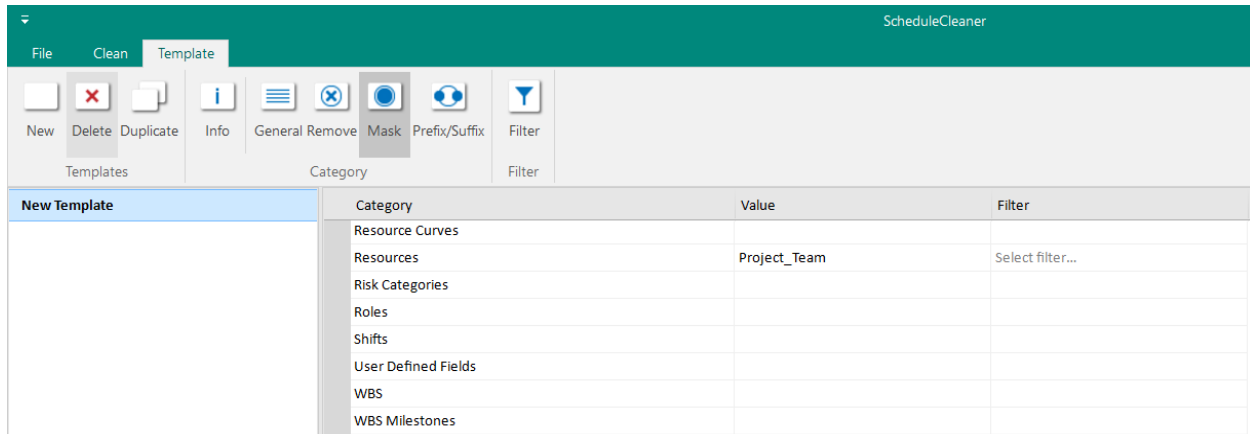 ScheduleCleaner
File Clean Template
New Delete Duplicate Info General Remove Mask Prefix/Suffix Filter
Templates Category Filter
New Template Category Value Filter
Resource Curves
Resources Project_Team Select filter...
Risk Categories
Roles
Shifts
User Defined Fields
WBS
WBS Milestones